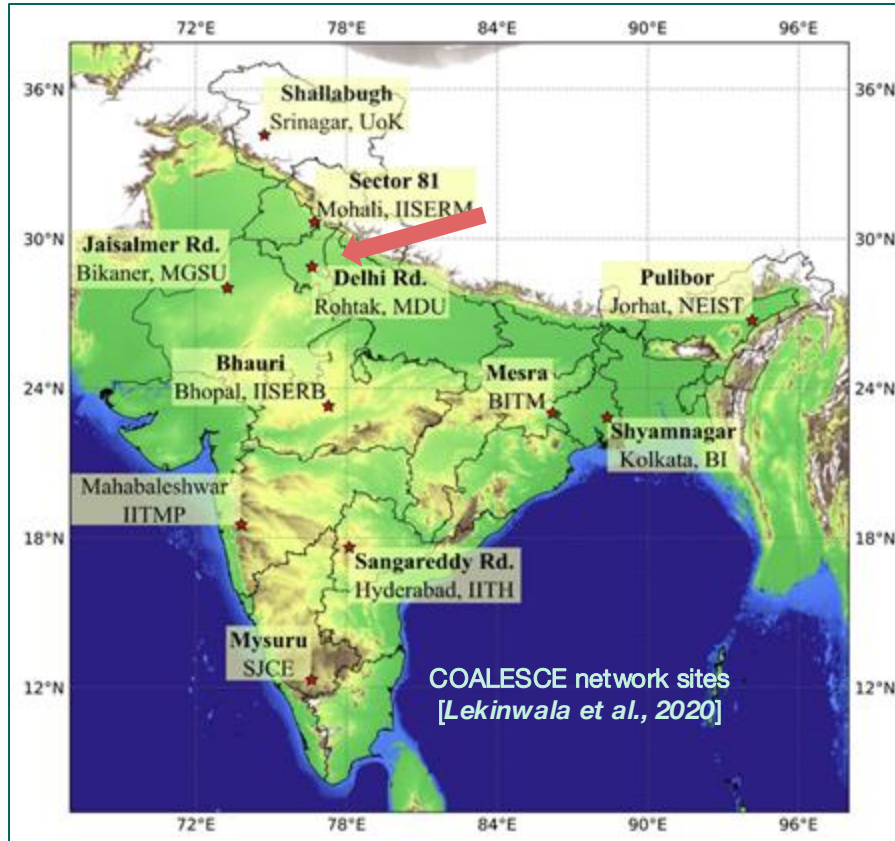 72°E 78°E 84°E 90°E 96°E
36°N 36°N
Shallabugh
Srinagar, UoK
Sector 81
Mohali, IISERM
30°N 30°N
Jaisalmer Rd.
Bikaner, MGSU
Delhi Rd.
Rohtak, MDU
Pulibor
Jorhat, NEIST
Bhauri
Bhopal, IISERB
24°N 24°N
Mesra
BITM
Shyamnagar
Kolkata, BI
Mahabaleshwar
IITMP
18°N 18°N
Sangareddy Rd.
Hyderabad, IITH
Mysuru
SJCE
12°N 12°N
COALESCE network sites
[Lekinwala et al., 2020]
72°E 78°E 84°E 90°E 96°E